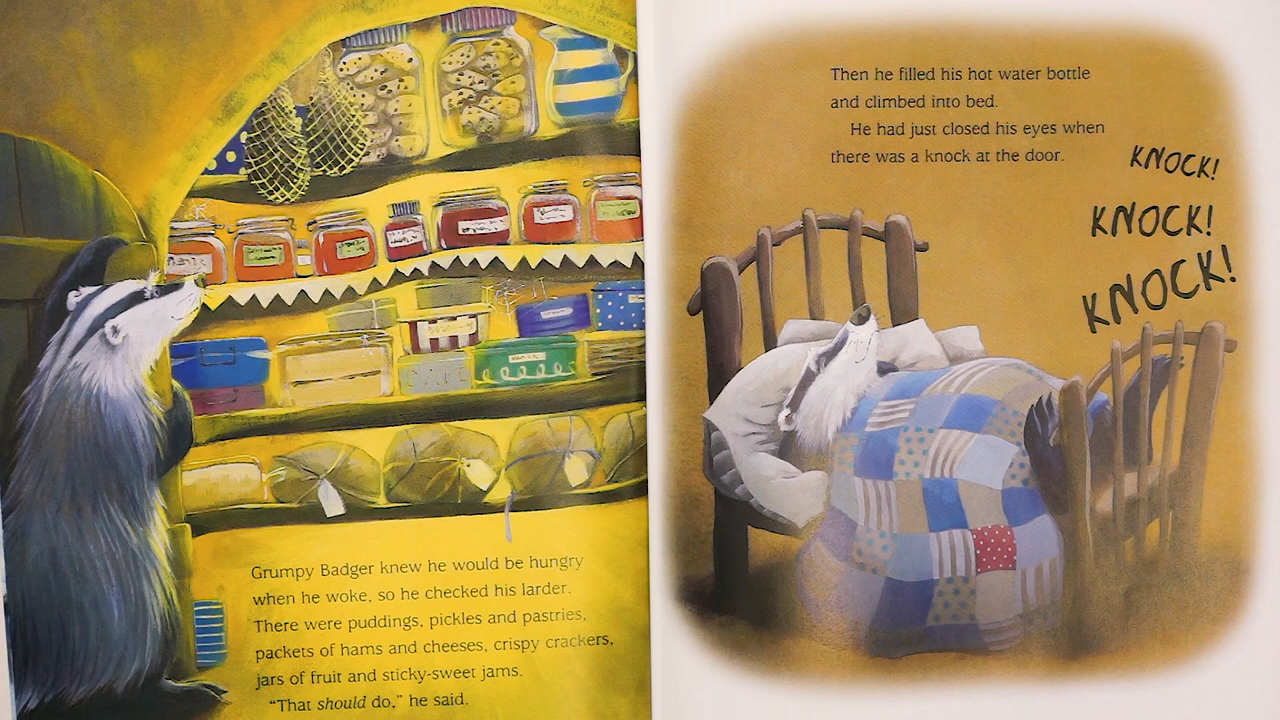 Grumpy Badger knew he would be hungry
when he woke, so he checked his larder.
There were puddings, pickles and pastries,
packets of hams and cheeses, crispy crackers,
jars of fruit and sticky-sweet jams.
“That should do,” he said.
Then he filled his hot water bottle
and climbed into bed.
He had just closed his eyes when
there was a knock at the door.
KNOCK!
KNOCK!
KNOCK!